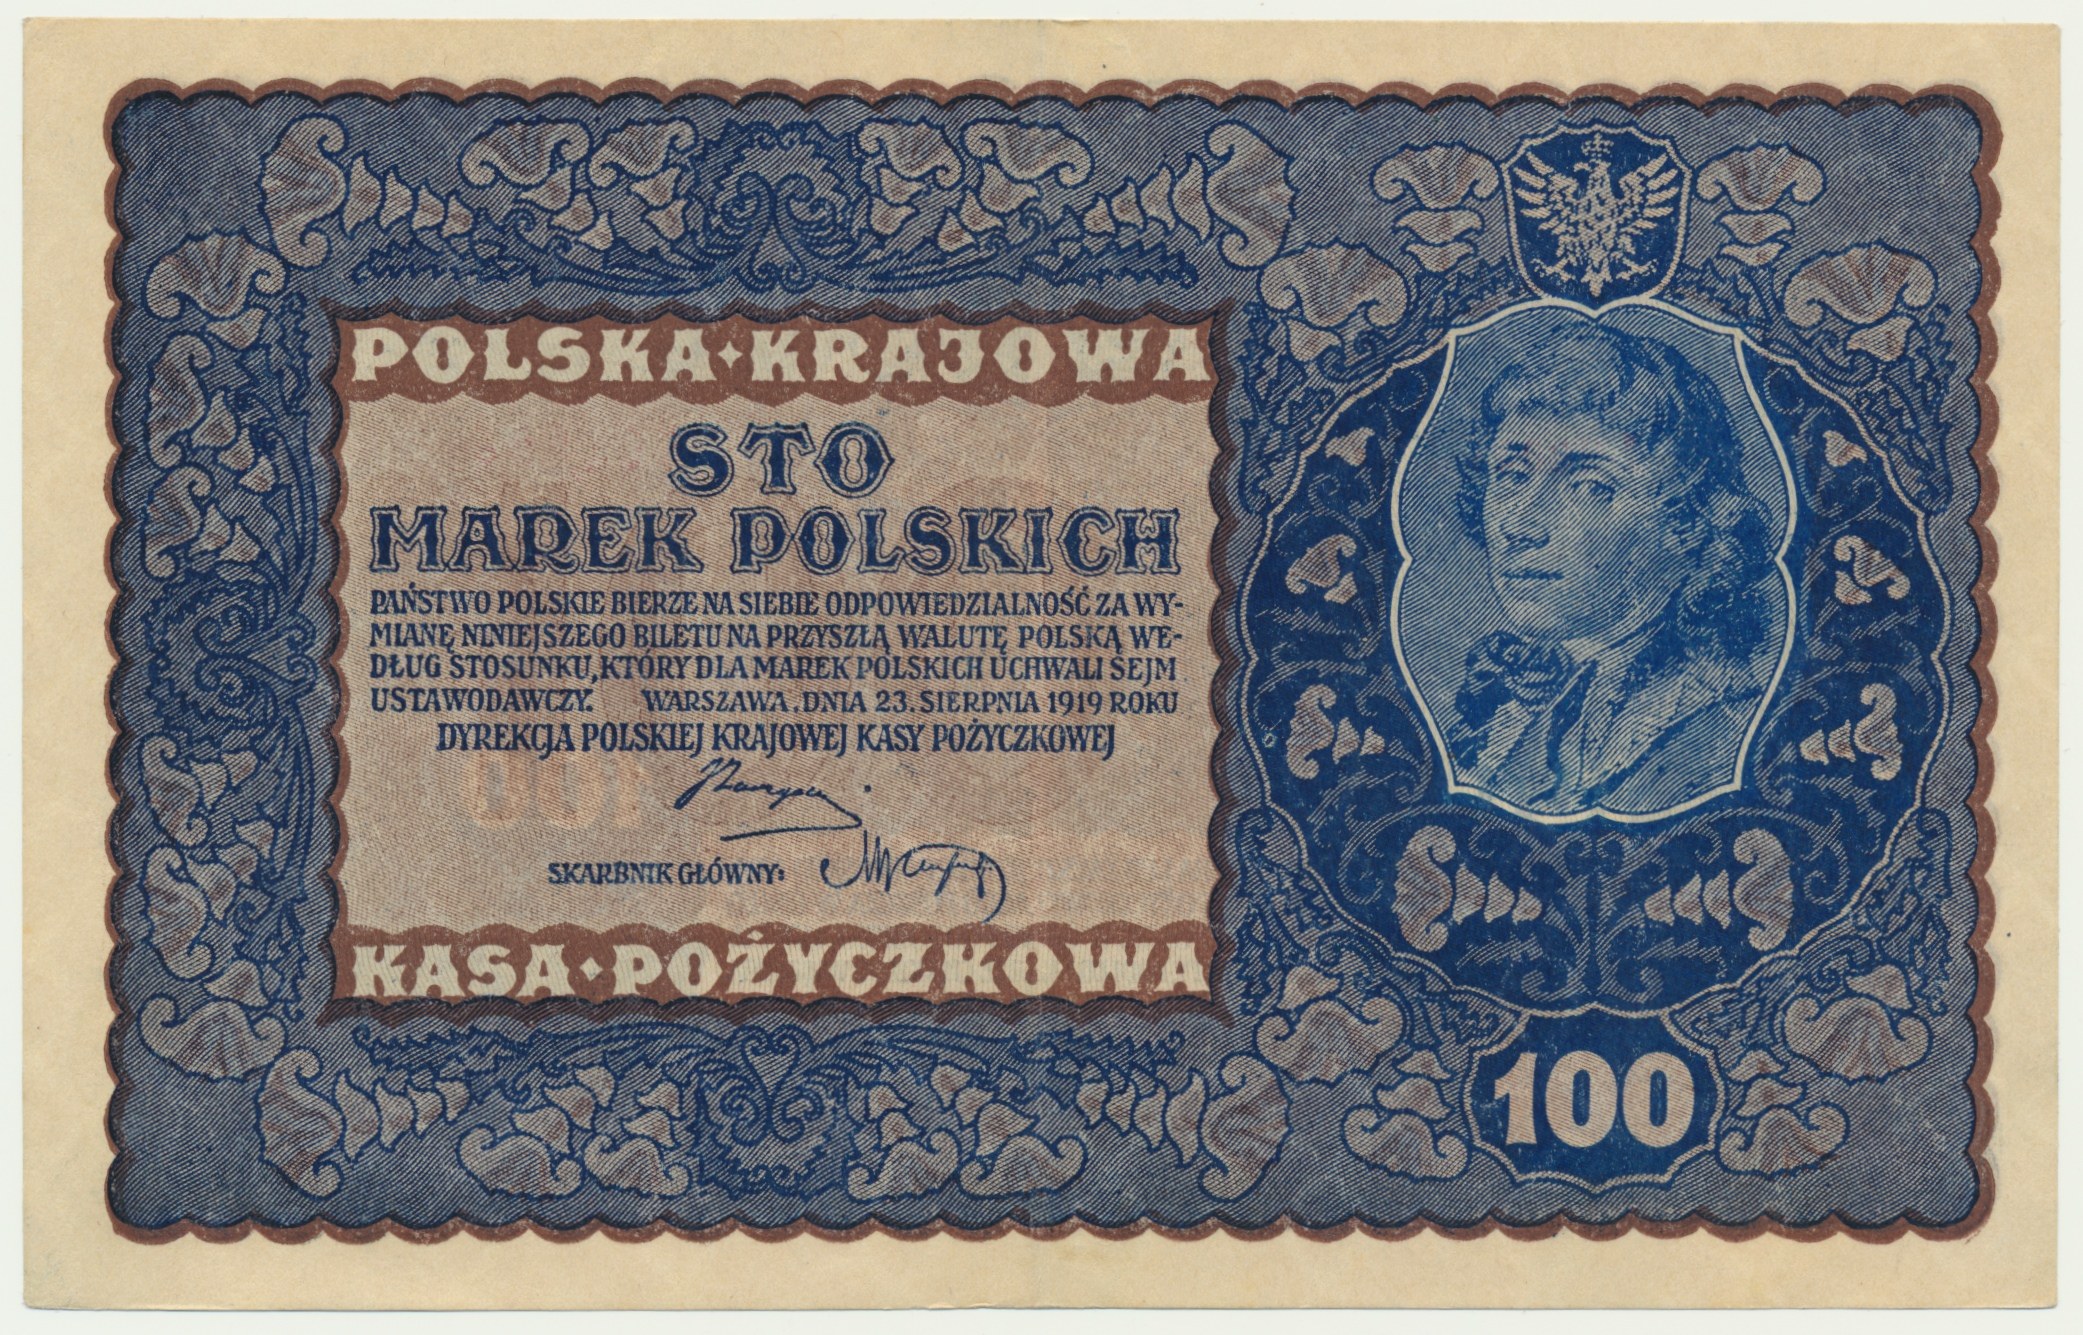 POLSKA·KRAJOWA
STO
MAREK POLSKICH
PAŃSTWO POLSKIE BIERZE NA SIEBIE ODPOWIEDZIALNOŚĆ ZA WY-
MIANĘ NINIEJSZEGO BILETU NA PRZYSZŁĄ WALUTĘ POLSKĄ WE-
DŁUG STOSUNKU, KTÓRY DLA MAREK POLSKICH UCHWALI SEJM
USTAWODAWCZY. WARSZAWA, DNIA 23. SIERPNIA 1919 ROKU
DYREKCJA POLSKIEJ KRAJOWEJ KASY POŻYCZKOWEJ
SKARBNIK GŁÓWNY:
KASA·POŻYCZKOWA
100